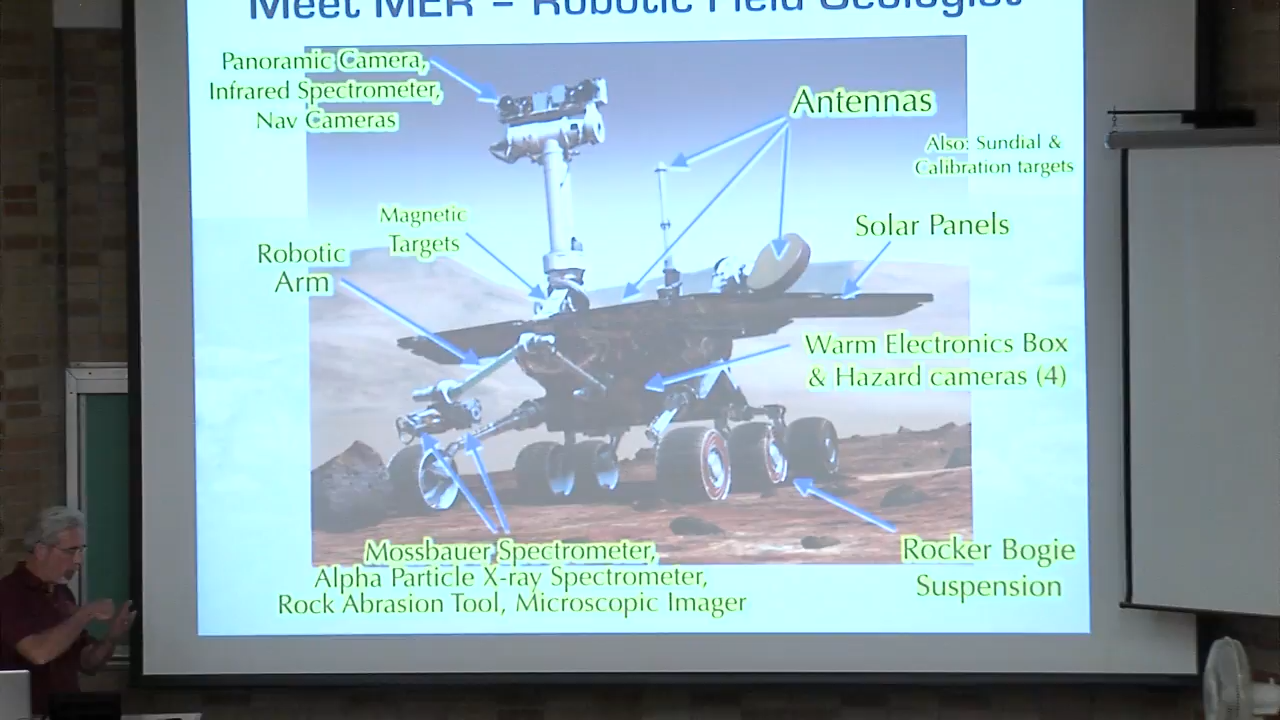 Meet MER - Robotic Field Geologist
Panoramic Camera,
Infrared Spectrometer,
Nav Cameras
Antennas
Also: Sundial &
Calibration targets
Magnetic
Targets
Solar Panels
Robotic
Arm
Warm Electronics Box
& Hazard cameras (4)
Mossbauer Spectrometer,
Alpha Particle X-ray Spectrometer,
Rock Abrasion Tool, Microscopic Imager
Rocker Bogie
Suspension